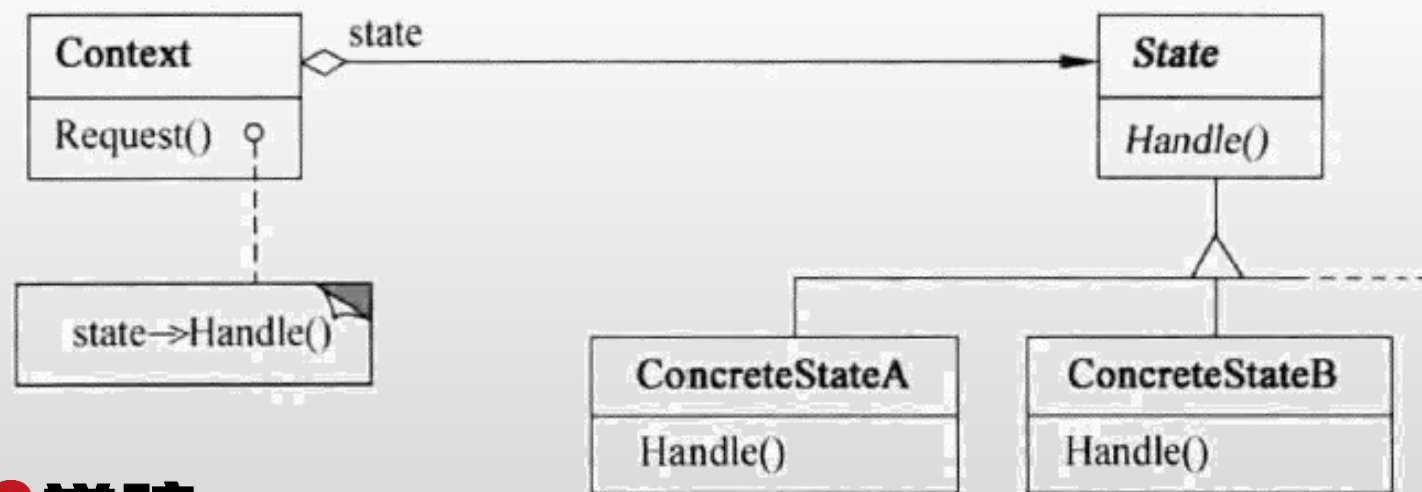 Context
state
State
Request()
Handle()
state->Handle()
ConcreteStateA
ConcreteStateB
Handle()
Handle()